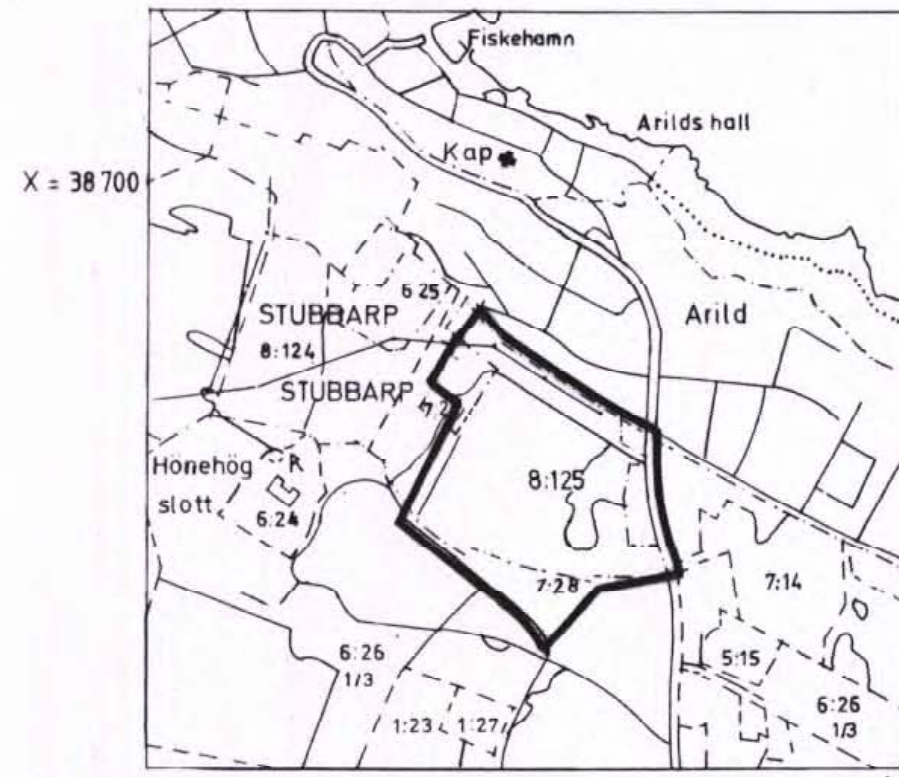 Fiskehamn
Arilds hall
Kap
X = 38 700
6:25
STUBBARP
8:124
Arild
STUBBARP
Hönehög
slott
R
6:24
8:125
7:28
7:14
5:15
6:26
1/3
6:26
1/3
1:23
1:27